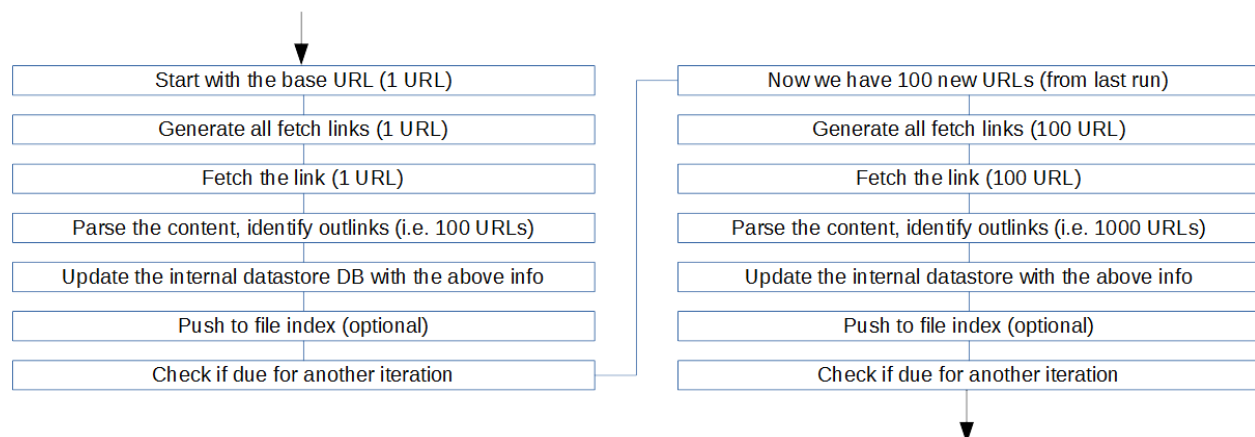 Start with the base URL (1 URL)
Generate all fetch links (1 URL)
Fetch the link (1 URL)
Parse the content, identify outlinks (i.e. 100 URLs)
Update the internal datastore DB with the above info
Push to file index (optional)
Check if due for another iteration
Now we have 100 new URLs (from last run)
Generate all fetch links (100 URL)
Fetch the link (100 URL)
Parse the content, identify outlinks (i.e. 1000 URLs)
Update the internal datastore with the above info
Push to file index (optional)
Check if due for another iteration